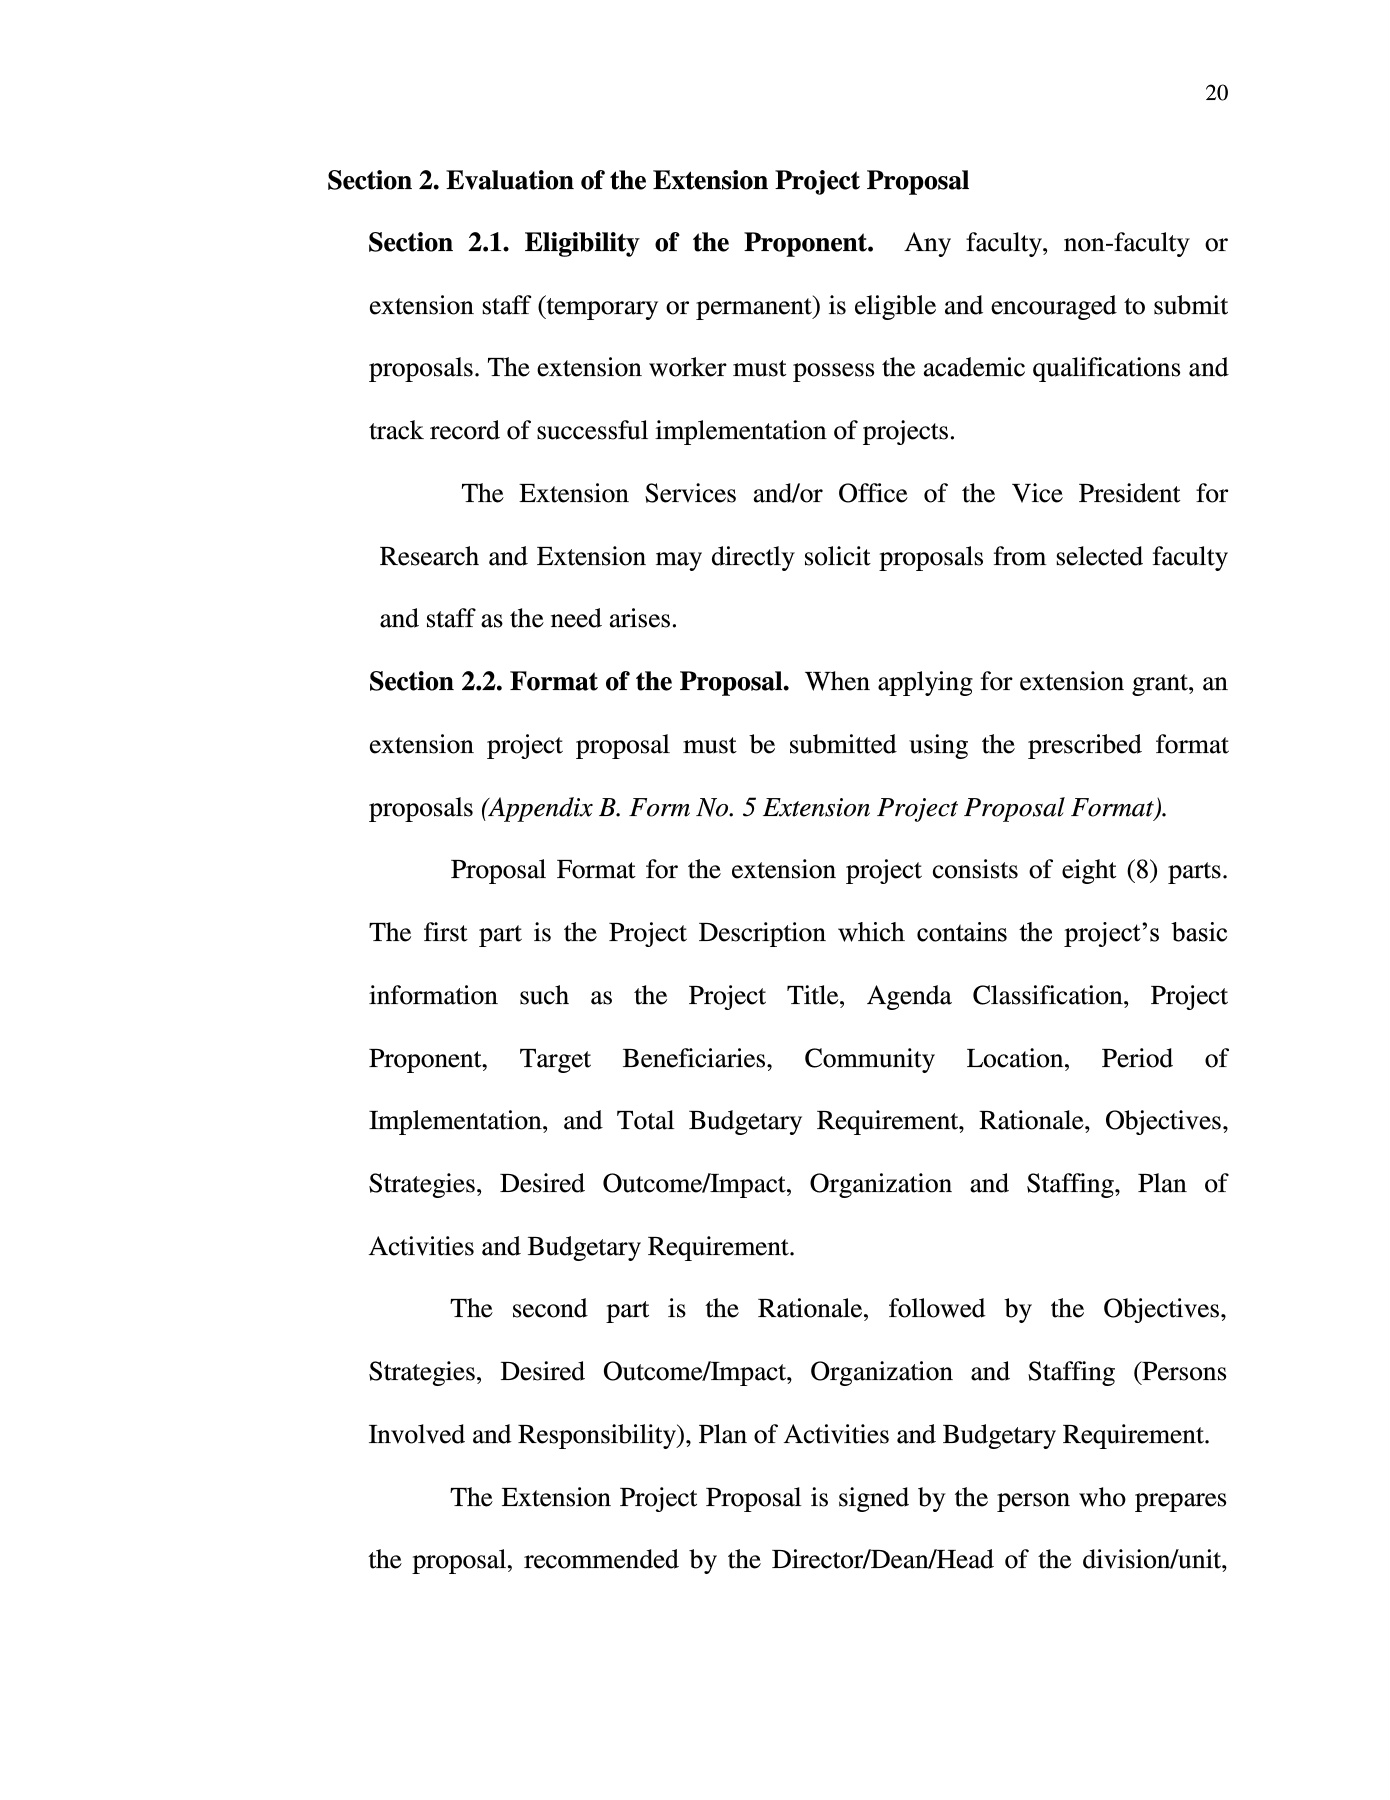 20
Section 2. Evaluation of the Extension Project Proposal
Section 2.1. Eligibility of the Proponent. Any faculty, non-faculty or
extension staff (temporary or permanent) is eligible and encouraged to submit
proposals. The extension worker must possess the academic qualifications and
track record of successful implementation of projects.
The Extension Services and/or Office of the Vice President for
Research and Extension may directly solicit proposals from selected faculty
and staff as the need arises.
Section 2.2. Format of the Proposal. When applying for extension grant, an
extension project proposal must be submitted using the prescribed format
proposals (Appendix B. Form No. 5 Extension Project Proposal Format).
Proposal Format for the extension project consists of eight (8) parts.
The first part is the Project Description which contains the project’s basic
information such as the Project Title, Agenda Classification, Project
Proponent, Target Beneficiaries, Community Location, Period of
Implementation, and Total Budgetary Requirement, Rationale, Objectives,
Strategies, Desired Outcome/Impact, Organization and Staffing, Plan of
Activities and Budgetary Requirement.
The second part is the Rationale, followed by the Objectives,
Strategies, Desired Outcome/Impact, Organization and Staffing (Persons
Involved and Responsibility), Plan of Activities and Budgetary Requirement.
The Extension Project Proposal is signed by the person who prepares
the proposal, recommended by the Director/Dean/Head of the division/unit,